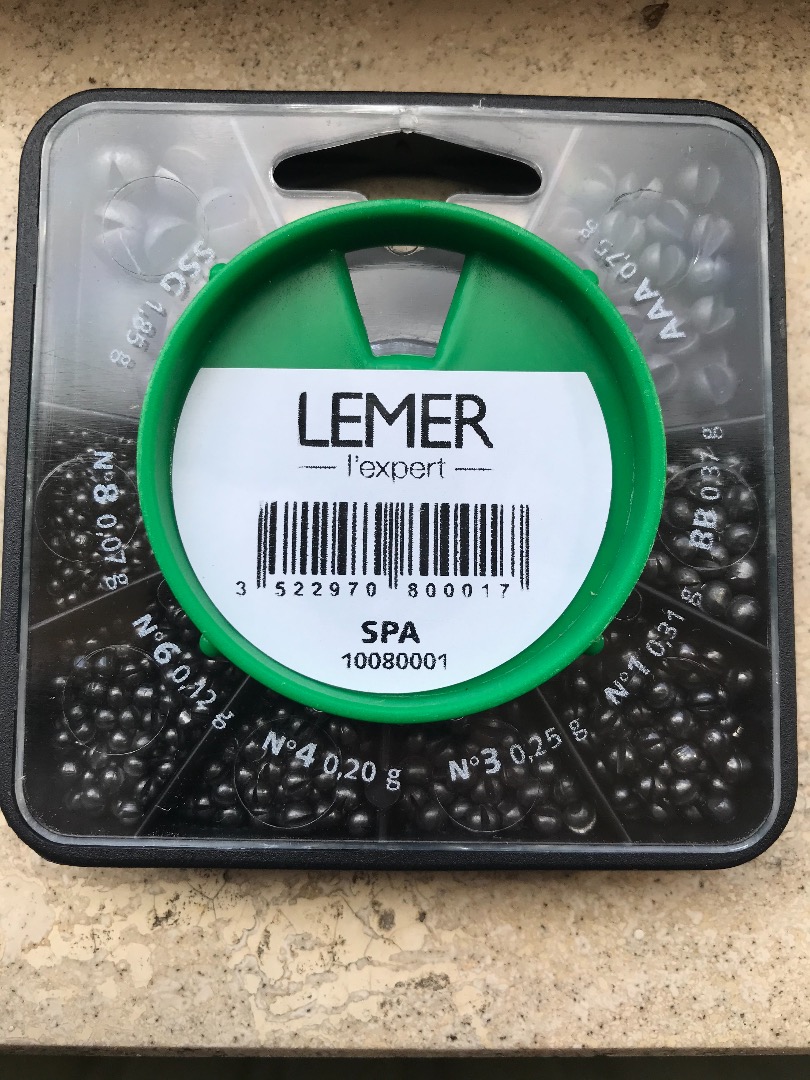 SSG 1,85 g
AAA 0,75 g
LEMER
l'expert
3 522970 800017
SPA
10080001
N°8 0,07 g
BB 0,37 g
N°6 0,12 g
N°1 0,31 g
N°4 0,20 g
N°3 0,25 g